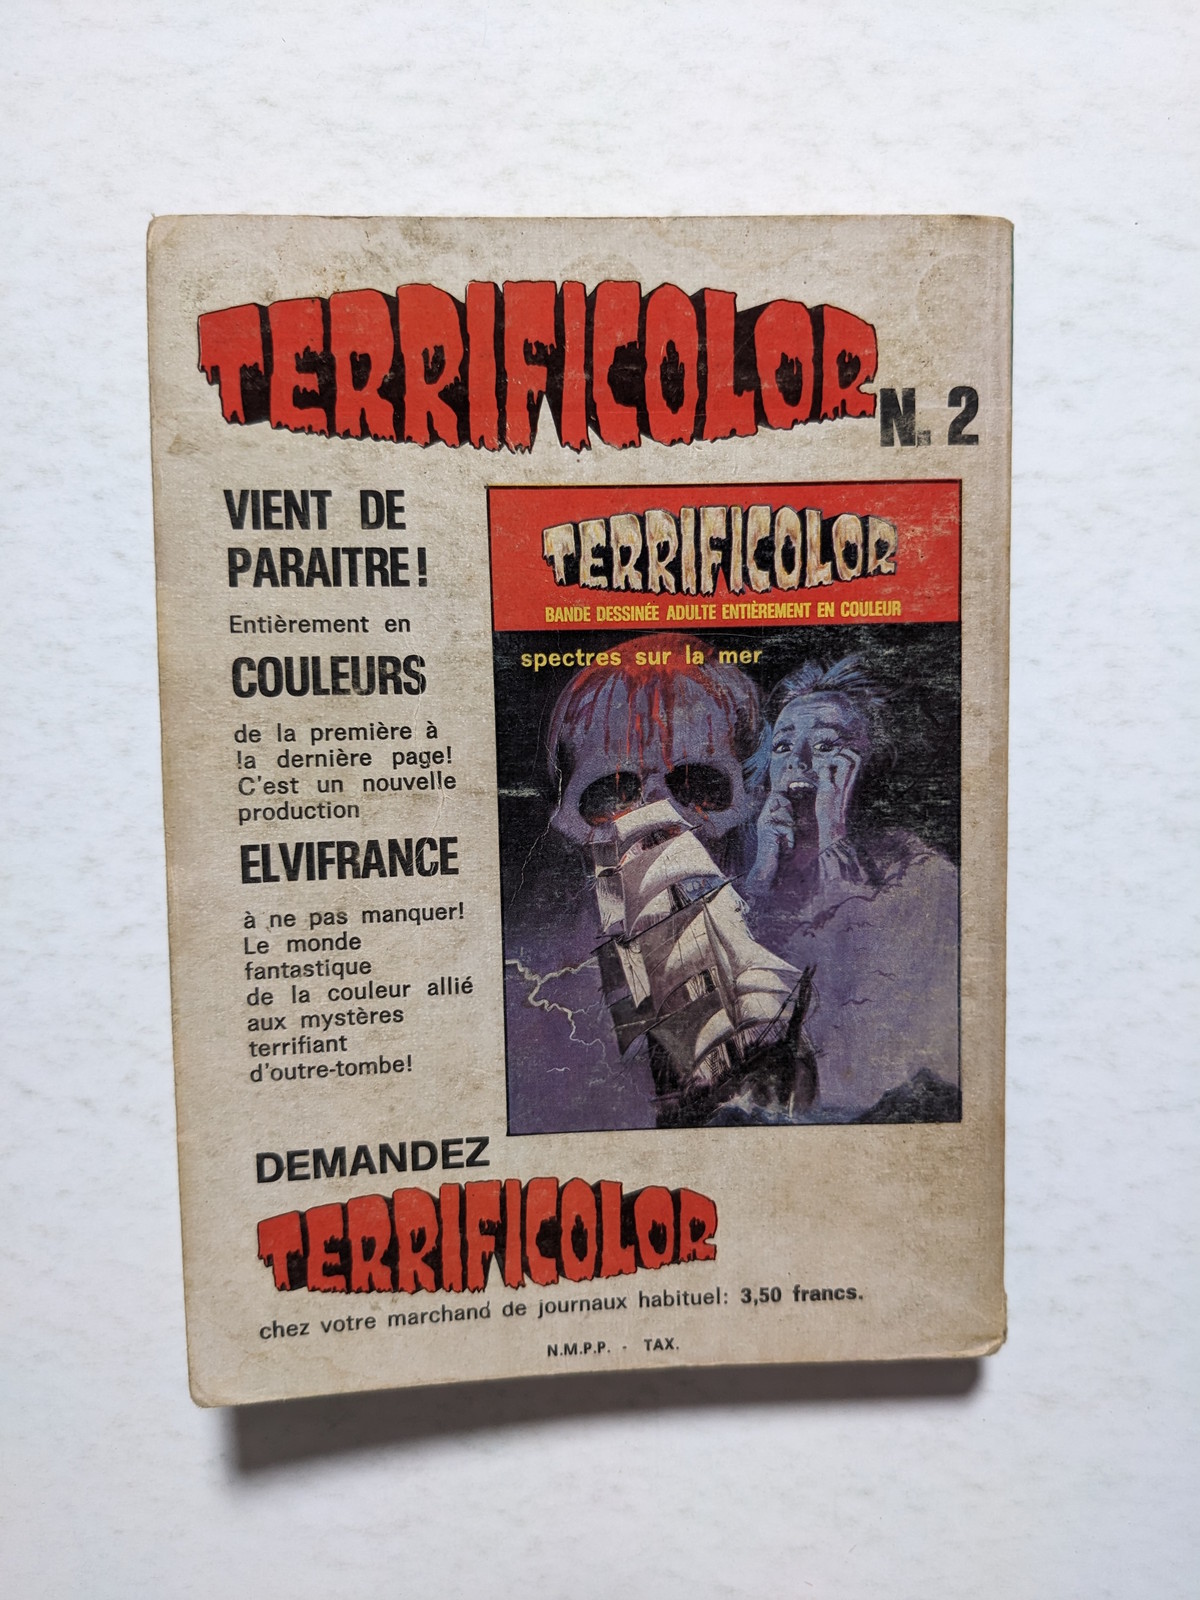 TERRIFICOLOR
N. 2
VIENT DE
PARAITRE!
Entièrement en
COULEURS
de la première à
la dernière page!
C'est un nouvelle
production
ELVIFRANCE
à ne pas manquer!
Le monde
fantastique
de la couleur allié
aux mystères
terrifiant
d'outre-tombe!
TERRIFICOLOR
BANDE DESSINÉE ADULTE ENTIÈREMENT EN COULEUR
spectres sur la mer
DEMANDEZ
TERRIFICOLOR
chez votre marchand de journaux habituel: 3,50 francs.
N.M.P.P. - TAX.